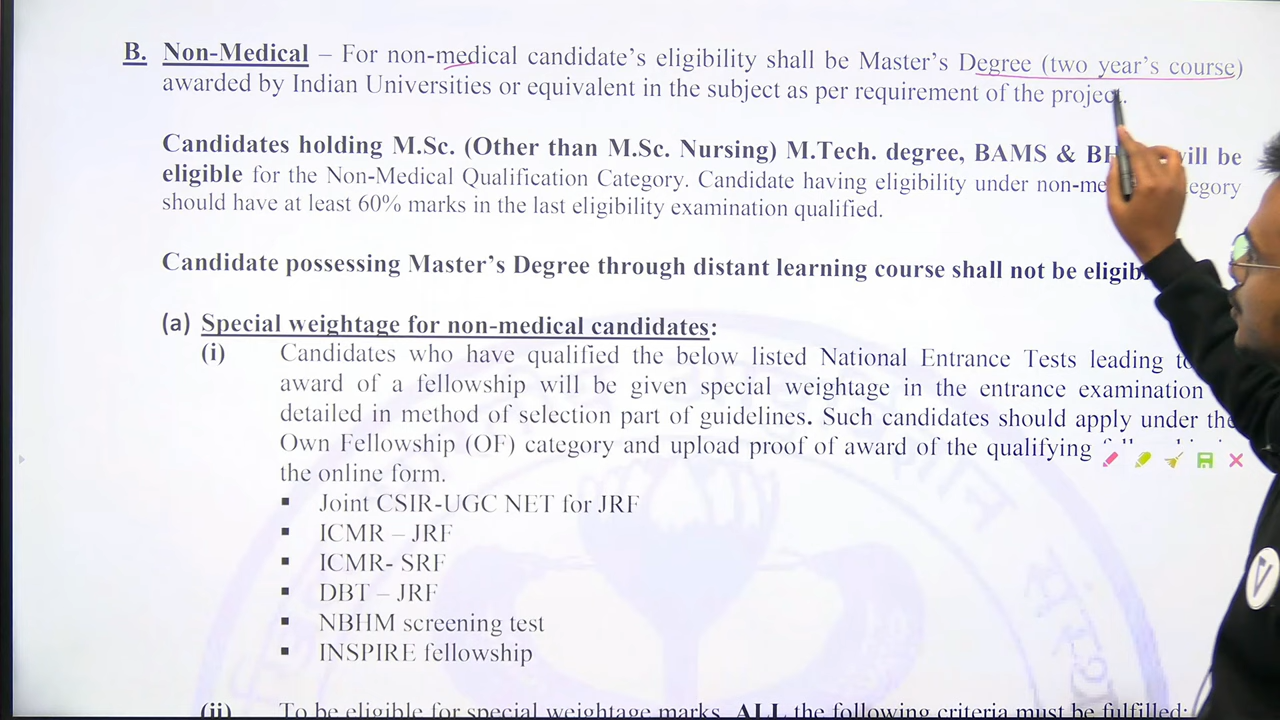 B. Non-Medical – For non-medical candidate's eligibility shall be Master's Degree (two year's course)
awarded by Indian Universities or equivalent in the subject as per requirement of the project.
Candidates holding M.Sc. (Other than M.Sc. Nursing) M.Tech. degree, BAMS & will be
eligible for the Non-Medical Qualification Category. Candidate having eligibility under
should have at least 60% marks in the last eligibility examination qualified.
Candidate possessing Master's Degree through distant learning course shall not be
(a) Special weightage for non-medical candidates:
(i) Candidates who have qualified the below listed National Entrance Tests leading
award of a fellowship will be given special weightage in the entrance examination
detailed in method of selection part of guidelines. Such candidates should apply under the
Own Fellowship (OF) category and upload proof of award of the qualifying
the online form.
▪ Joint CSIR-UGC NET for JRF
▪ ICMR – JRF
▪ ICMR- SRF
▪ DBT – JRF
▪ NBHM screening test
▪ INSPIRE fellowship
(ii) To be eligible for special weightage marks, ALL the following criteria must be fulfilled: